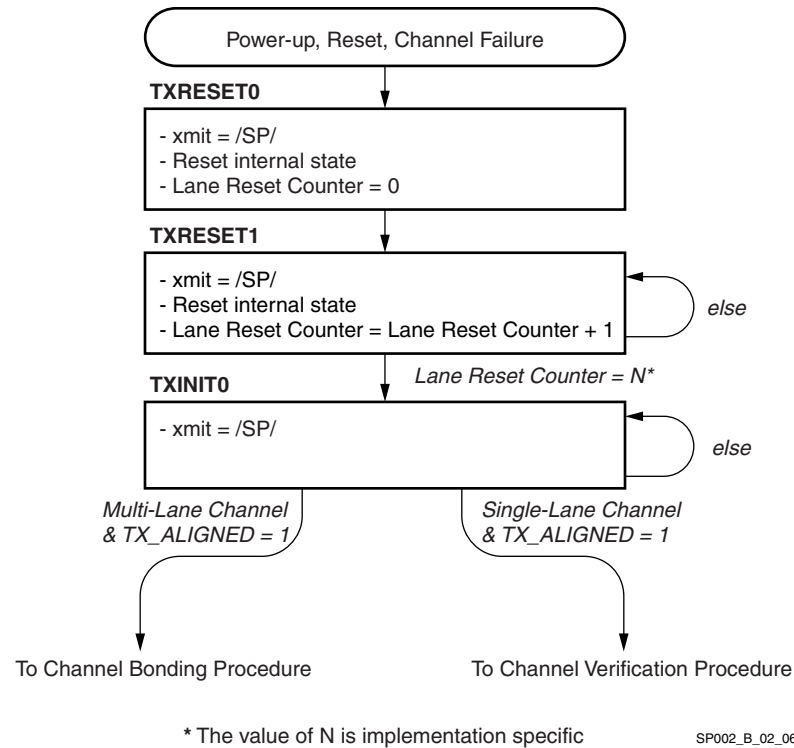 Power-up, Reset, Channel Failure
TXRESET0
- xmit = /SP/
- Reset internal state
- Lane Reset Counter = 0
TXRESET1
- xmit = /SP/
- Reset internal state
- Lane Reset Counter = Lane Reset Counter + 1
else
Lane Reset Counter = N*
TXINIT0
- xmit = /SP/
else
Multi-Lane Channel
& TX_ALIGNED = 1
Single-Lane Channel
& TX_ALIGNED = 1
To Channel Bonding Procedure
To Channel Verification Procedure
* The value of N is implementation specific
SP002_B_02_06